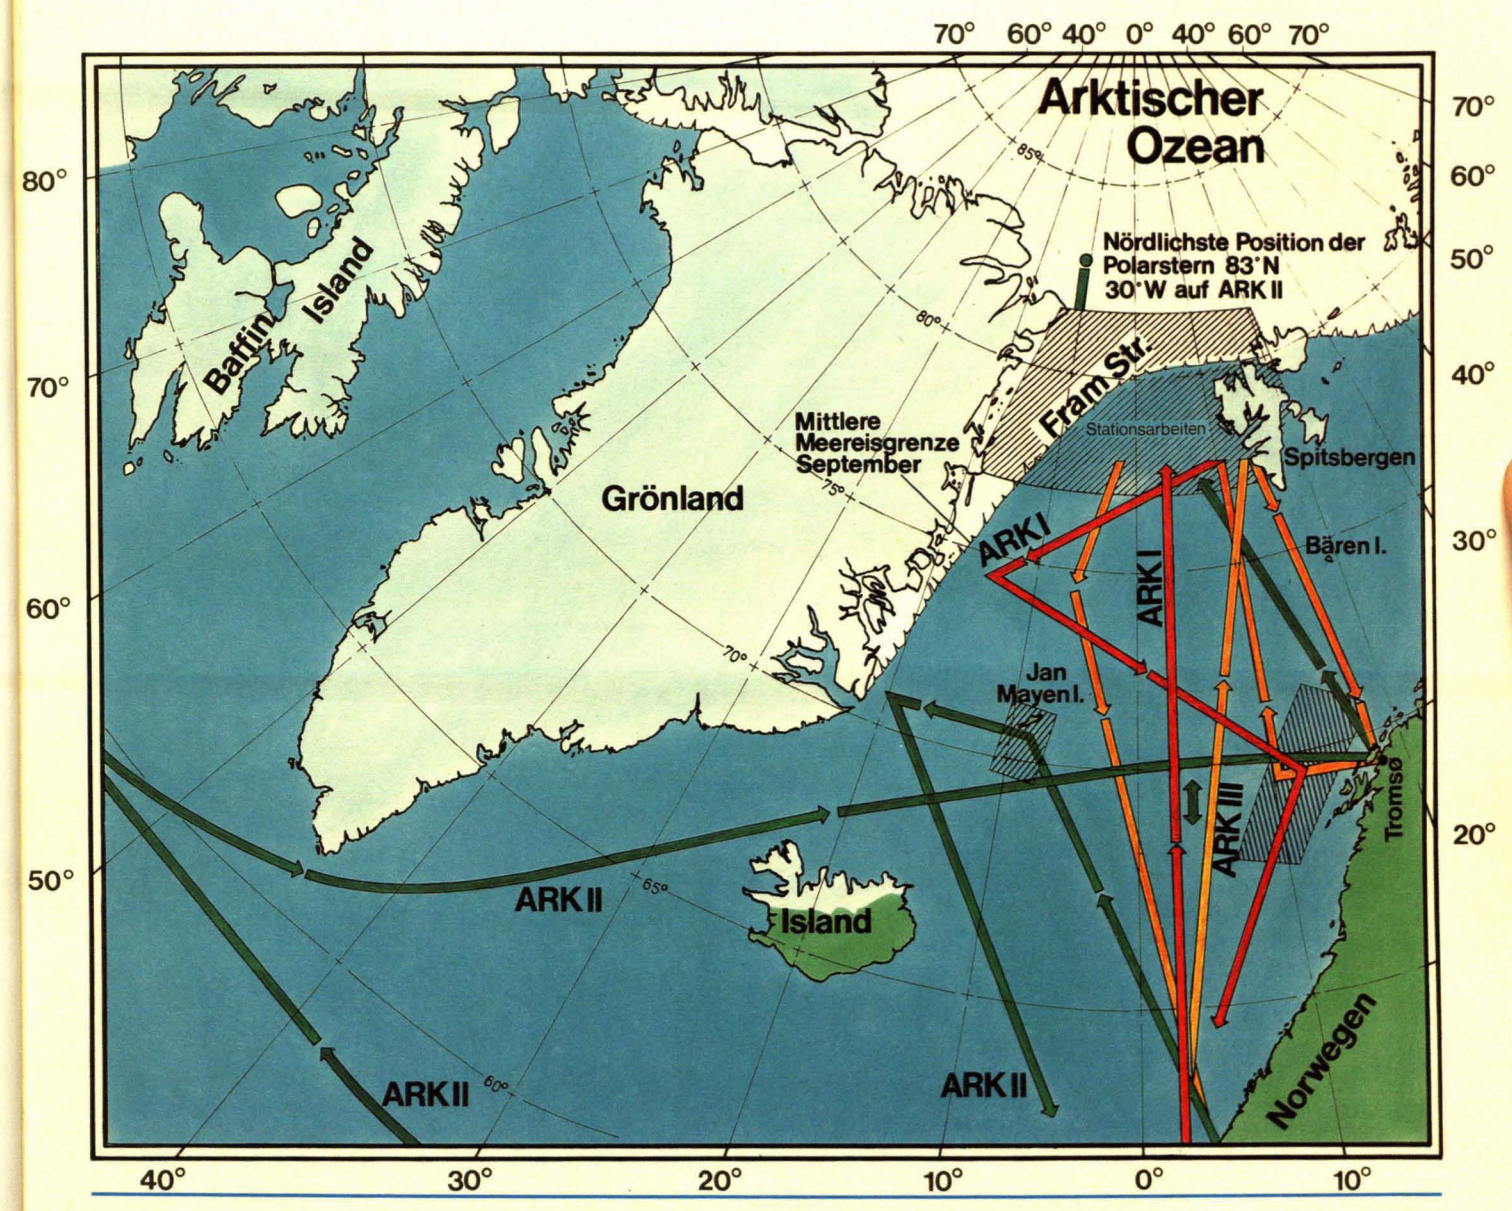 70° 60° 40° 0° 40° 60° 70°
Arktischer
Ozean
70°
85°
80°
60°
Baffin
Island
Nördlichste Position der
Polarstern 83°N
30°W auf ARK II
50°
80°
Fram Str.
70°
40°
Mittlere
Meereisgrenze
September
Stationsarbeiten
Spitsbergen
75°
Grönland
ARK I
ARK I
Bären I.
30°
60°
70°
Jan
Mayen I.
Tromsø
ARK III
20°
50°
65°
ARK II
Island
Norwegen
60°
ARK II
ARK II
40° 30° 20° 10° 0° 10°